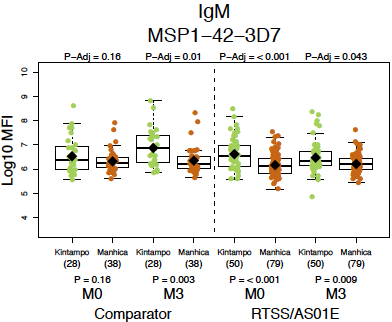 IgM
MSP1−42−3D7
P−Adj = 0.16 P−Adj = 0.01 P−Adj = <.001 P−Adj = 0.043
Log10 MFI
10
9
8
7
6
5
4
Kintampo Manhica Kintampo Manhica Kintampo Manhica Kintampo Manhica
(28) (38) (28) (38) (50) (79) (50) (79)
P = 0.16 P = 0.003 P = <.001 P = 0.009
M0 M3 M0 M3
Comparator RTSS/AS01E